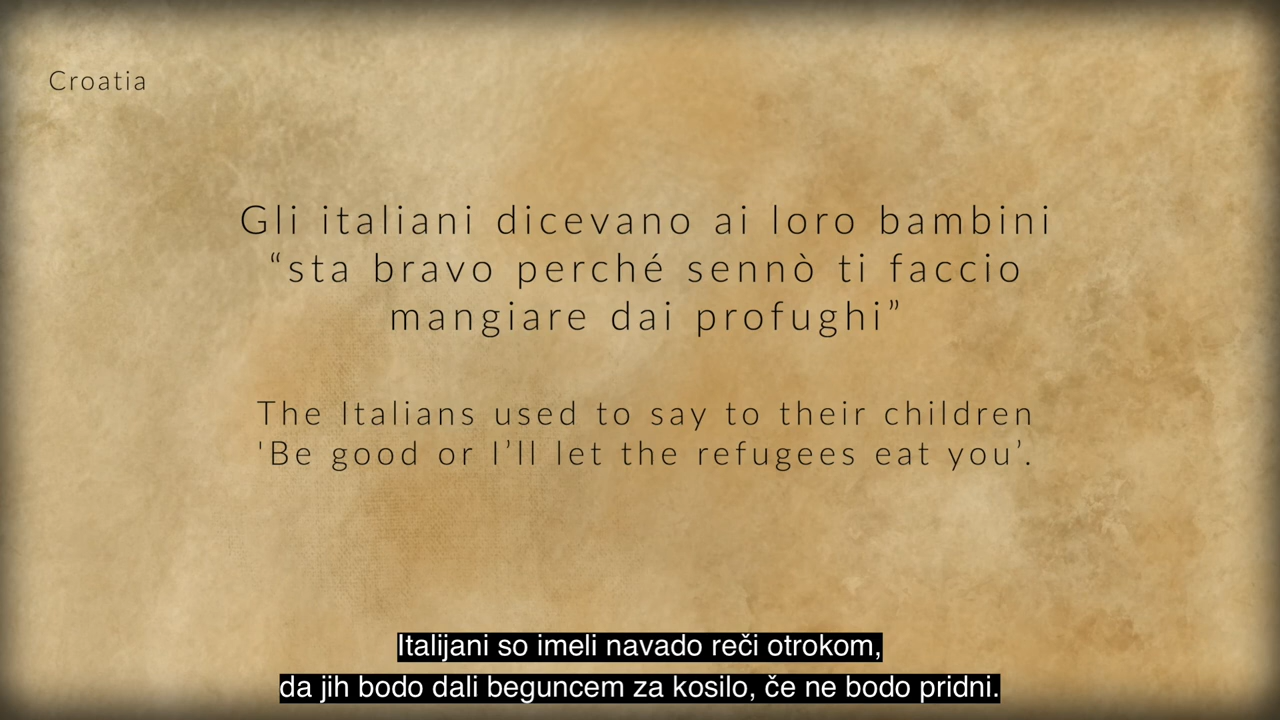 Croatia
Gli italiani dicevano ai loro bambini
“sta bravo perché sennò ti faccio
mangiare dai profughi”
The Italians used to say to their children
'Be good or I’ll let the refugees eat you’.
Italijani so imeli navado reči otrokom,
da jih bodo dali beguncem za kosilo, če ne bodo pridni.